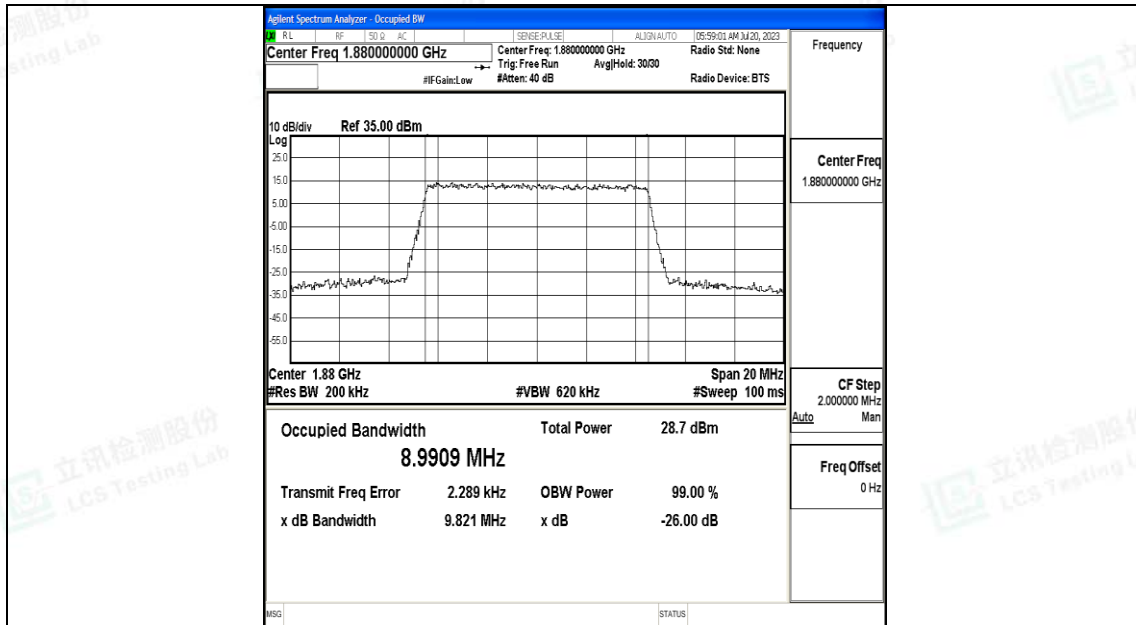 Agilent Spectrum Analyzer - Occupied BW
LXI RL RF 50 Ω AC SENSE:PULSE ALIGNAUTO 05:59:01 AM Jul 20, 2023
Center Freq 1.880000000 GHz
Center Freq: 1.880000000 GHz Radio Std: None
Trig: Free Run Avg|Hold: 30/30
#IFGain:Low #Atten: 40 dB Radio Device: BTS
Frequency
10 dB/div Ref 35.00 dBm
Log
25.0
15.0
5.00
-5.00
-15.0
-25.0
-35.0
-45.0
-55.0
Center 1.88 GHz Span 20 MHz
#Res BW 200 kHz #VBW 620 kHz #Sweep 100 ms
Center Freq
1.880000000 GHz
CF Step
2.000000 MHz
Auto Man
Freq Offset
0 Hz
Occupied Bandwidth Total Power 28.7 dBm
8.9909 MHz
Transmit Freq Error 2.289 kHz OBW Power 99.00 %
x dB Bandwidth 9.821 MHz x dB -26.00 dB
MSG STATUS
立讯检测股份
LCS Testing Lab
立讯检测股份
LCS Testing